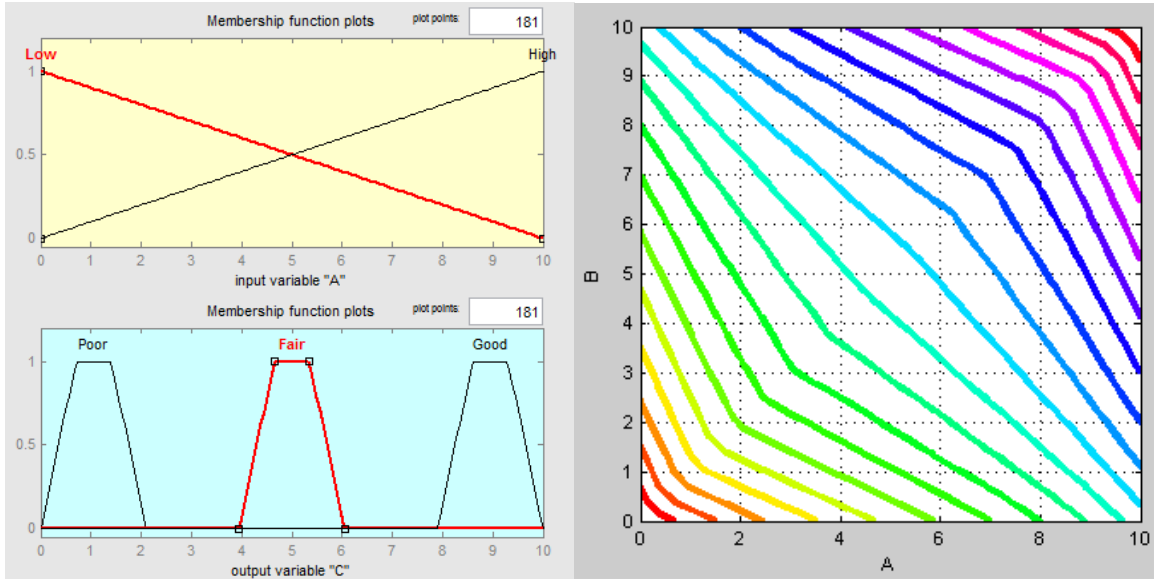 Membership function plots plot points: 181
Low High
1
0.5
0
0 1 2 3 4 5 6 7 8 9 10
input variable "A"
Membership function plots plot points: 181
Poor Fair Good
1
0.5
0
0 1 2 3 4 5 6 7 8 9 10
output variable "C"
10
9
8
7
6
5
4
3
2
1
0
B
0 2 4 6 8 10
A